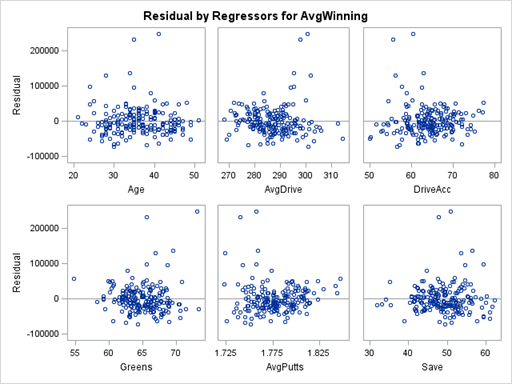 Residual by Regressors for AvgWinning
Residual
200000
100000
0
-100000
20 30 40 50
Age
270 280 290 300 310
AvgDrive
50 60 70 80
DriveAcc
Residual
200000
100000
0
-100000
55 60 65 70
Greens
1.725 1.775 1.825
AvgPutts
30 40 50 60
Save